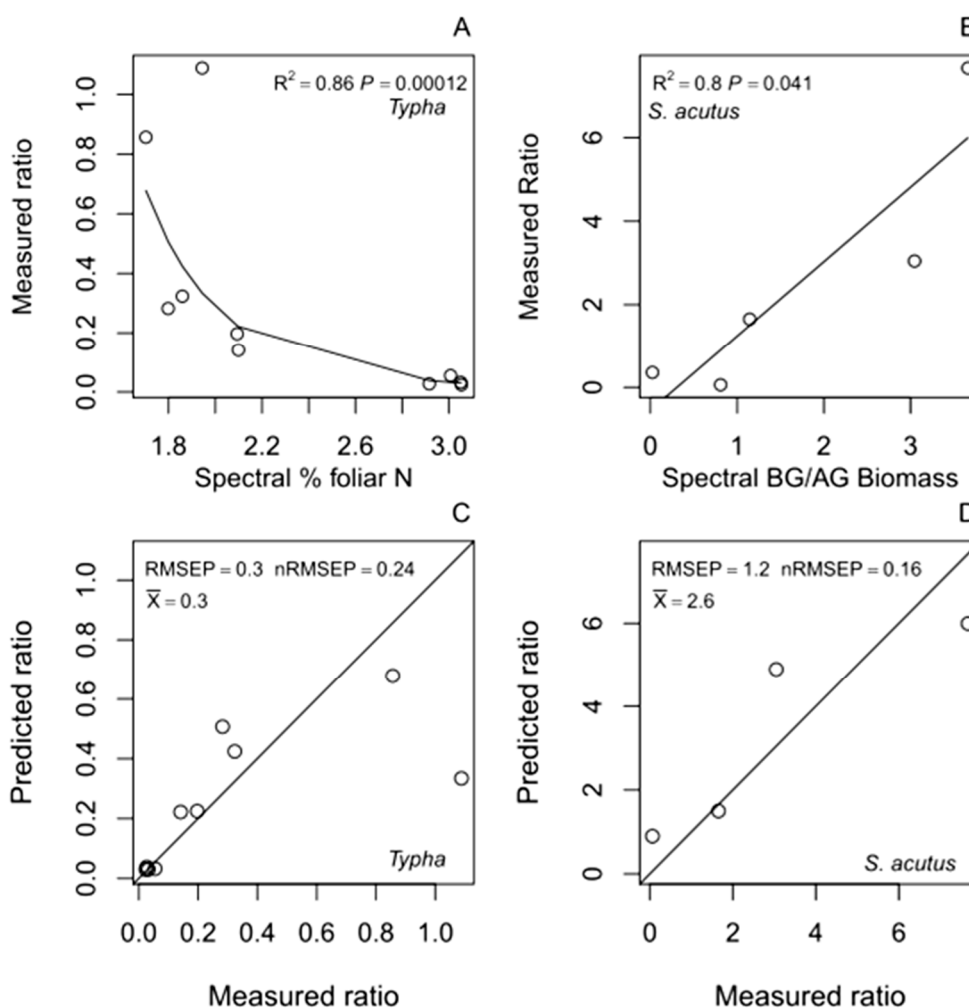 A
R² = 0.86 P = 0.00012
Typha
Measured ratio
0.0 0.2 0.4 0.6 0.8 1.0
1.8 2.2 2.6 3.0
Spectral % foliar N
B
R² = 0.8 P = 0.041
S. acutus
Measured Ratio
0 2 4 6
0 1 2 3
Spectral BG/AG Biomass
C
RMSEP = 0.3 nRMSEP = 0.24
X̅ = 0.3
Typha
Predicted ratio
0.0 0.2 0.4 0.6 0.8 1.0
0.0 0.2 0.4 0.6 0.8 1.0
Measured ratio
D
RMSEP = 1.2 nRMSEP = 0.16
X̅ = 2.6
S. acutus
Predicted ratio
0 2 4 6
0 2 4 6
Measured ratio